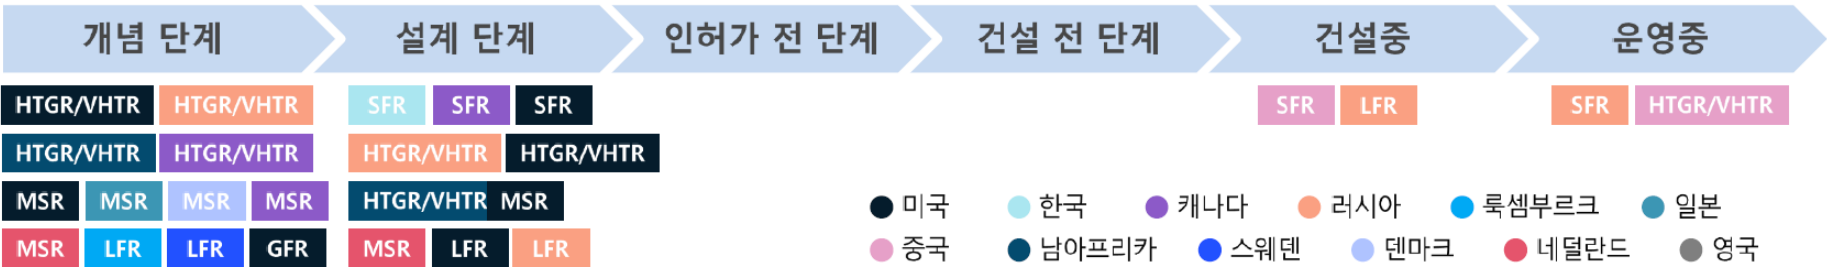 개념 단계 설계 단계 인허가 전 단계 건설 전 단계 건설중 운영중
HTGR/VHTR HTGR/VHTR SFR SFR SFR SFR LFR SFR HTGR/VHTR
HTGR/VHTR HTGR/VHTR HTGR/VHTR HTGR/VHTR
MSR MSR MSR MSR HTGR/VHTR MSR
미국 한국 캐나다 러시아 룩셈부르크 일본
MSR LFR LFR GFR MSR LFR LFR
중국 남아프리카 스웨덴 덴마크 네덜란드 영국